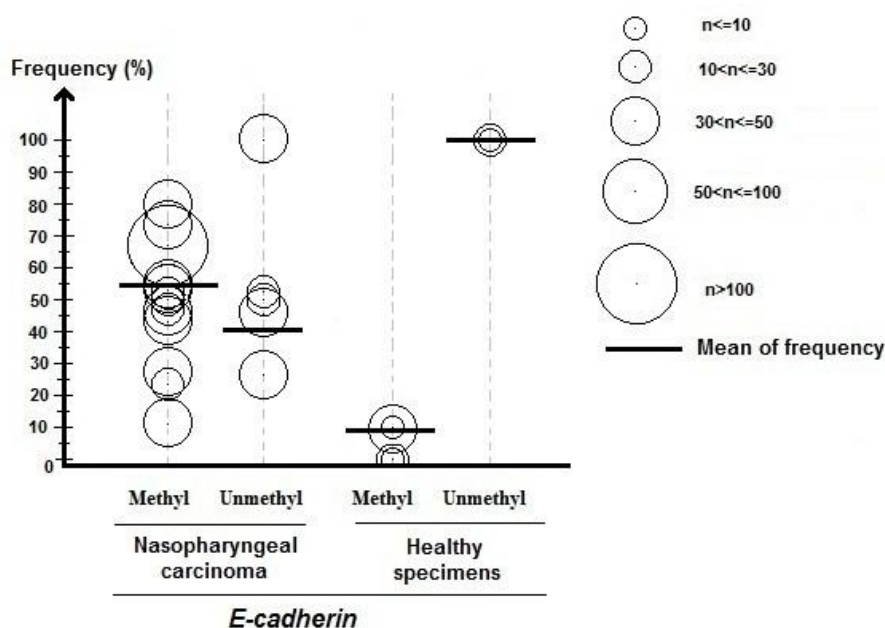 n<=10
Frequency (%)
10<n<=30
30<n<=50
100
90
80
50<n<=100
70
60
50
n>100
40
Mean of frequency
30
20
10
0
Methyl Unmethyl Methyl Unmethyl
Nasopharyngeal carcinoma
Healthy specimens
E-cadherin